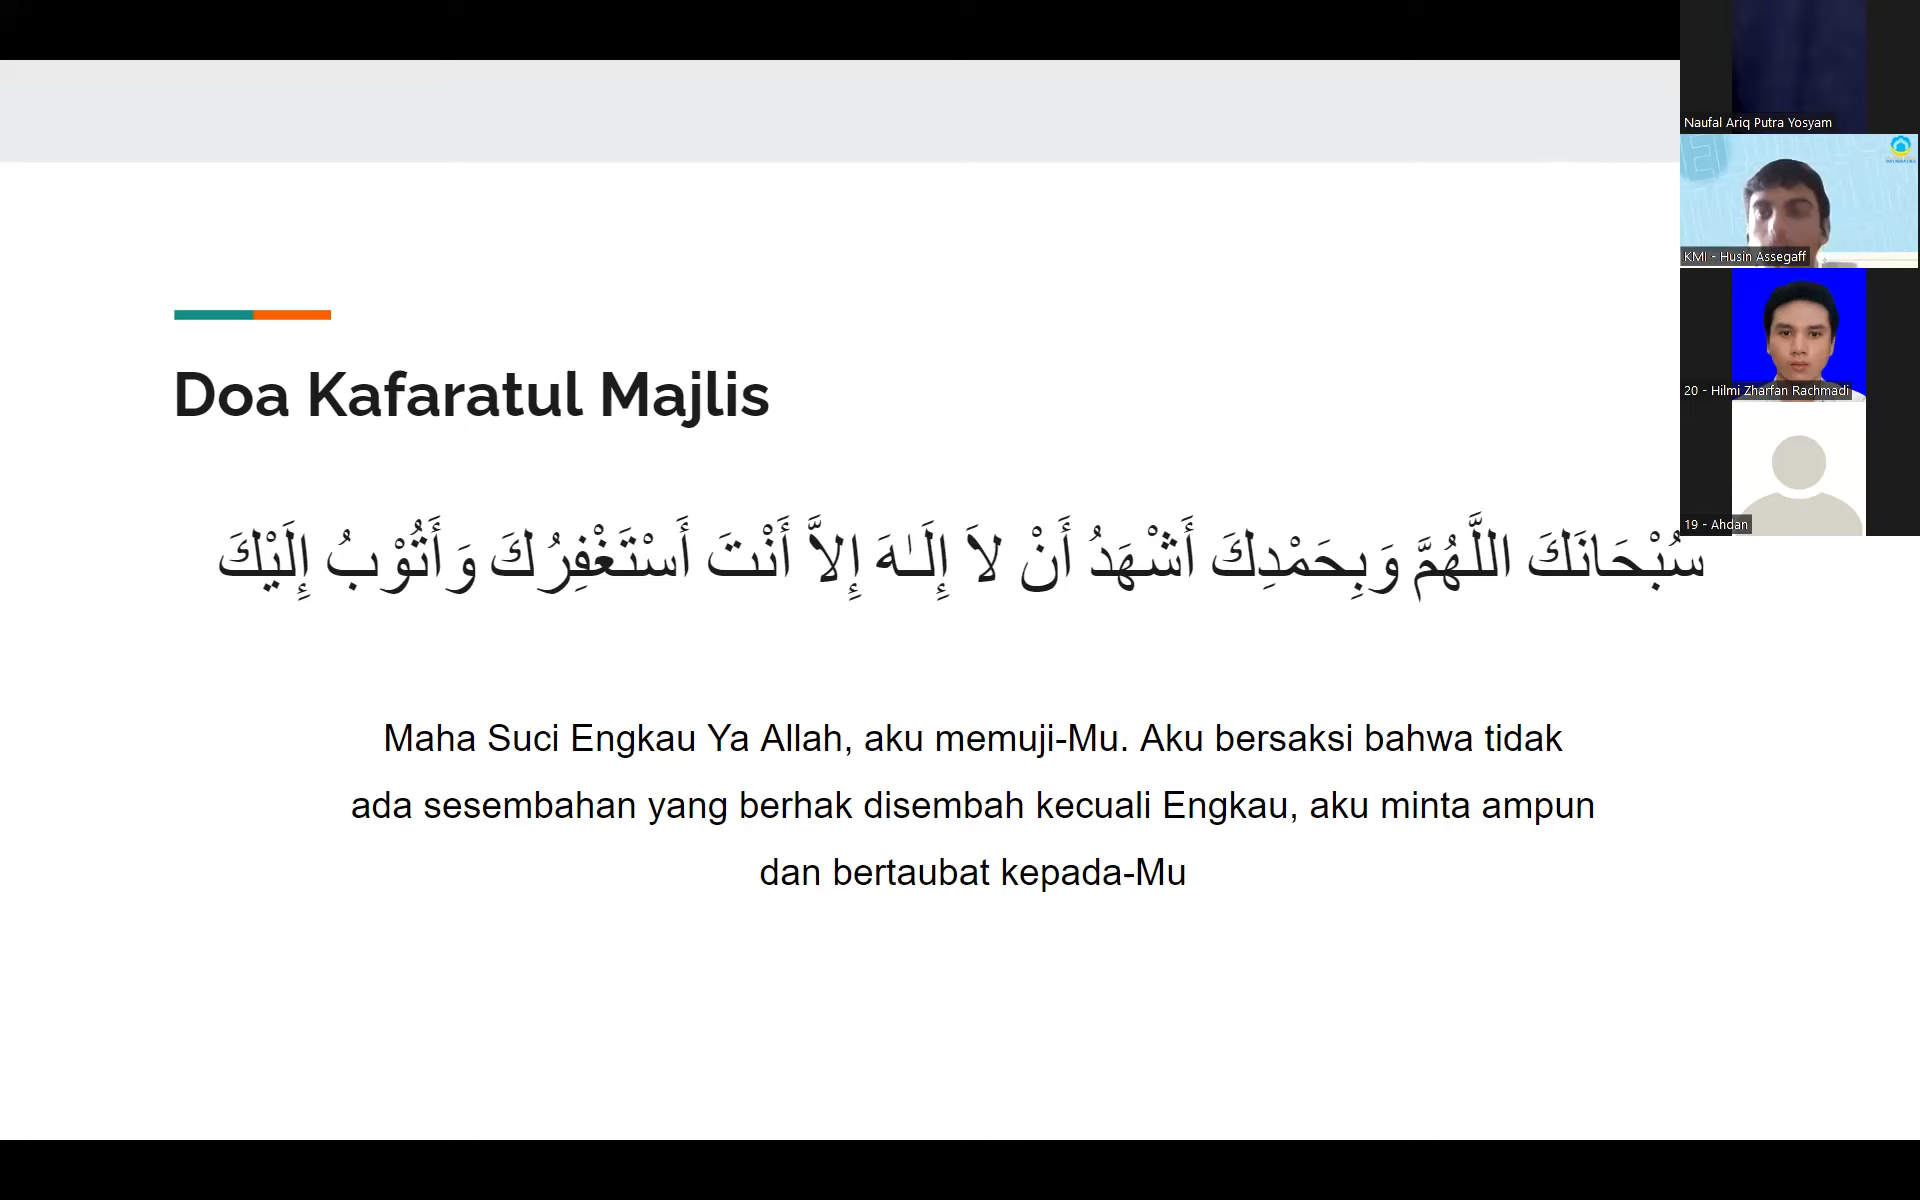 Doa Kafaratul Majlis
سُبْحَانَكَ اللَّهُمَّ وَبِحَمْدِكَ أَشْهَدُ أَنْ لاَ إِلَـٰهَ إِلاَّ أَنْتَ أَسْتَغْفِرُكَ وَأَتُوْبُ إِلَيْكَ
Maha Suci Engkau Ya Allah, aku memuji-Mu. Aku bersaksi bahwa tidak
ada sesembahan yang berhak disembah kecuali Engkau, aku minta ampun
dan bertaubat kepada-Mu
Naufal Ariq Putra Yosyam
KMI - Husin Assegaff
20 - Hilmi Zharfan Rachmadi
19 - Ahdan